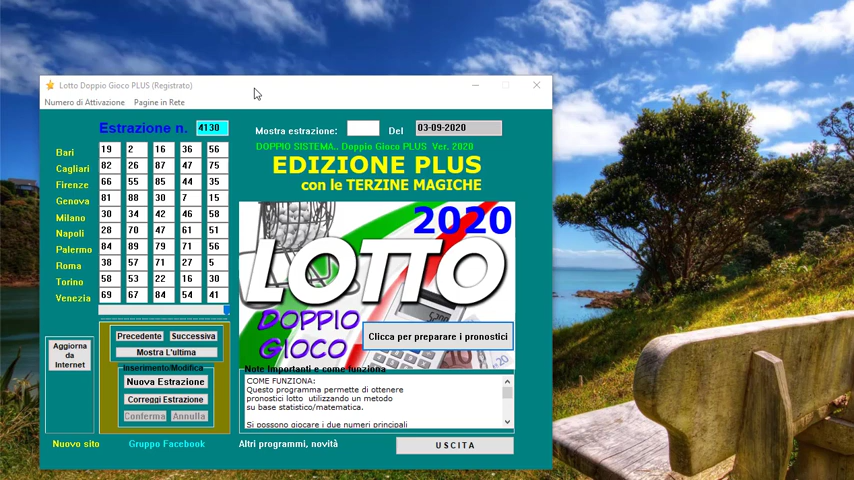 Lotto Doppio Gioco PLUS (Registrato)
Numero di Attivazione Pagine in Rete
Estrazione n. 4130
Mostra estrazione: Del 03-09-2020
DOPPIO SISTEMA.. Doppio Gioco PLUS Ver. 2020
EDIZIONE PLUS
con le TERZINE MAGICHE
Bari 19 2 16 36 56
Cagliari 82 26 87 47 75
Firenze 66 55 85 44 35
Genova 81 88 30 7 15
Milano 30 34 42 46 58
Napoli 28 70 47 61 51
Palermo 84 89 79 71 56
Roma 38 57 71 27 5
Torino 58 53 22 16 30
Venezia 69 67 84 54 41
2020
LOTTO
DOPPIO
GIOCO
Clicca per preparare i pronostici
20
Precedente Successiva
Mostra L'ultima
Aggiorna
da
Internet
Inserimento/Modifica
Nuova Estrazione
Correggi Estrazione
Conferma Annulla
Note Importanti e come funziona
COME FUNZIONA:
Questo programma permette di ottenere
pronostici lotto utilizzando un metodo
su base statistico/matematica.
Si possono giocare i due numeri principali
Nuovo sito Gruppo Facebook Altri programmi, novità
USCITA